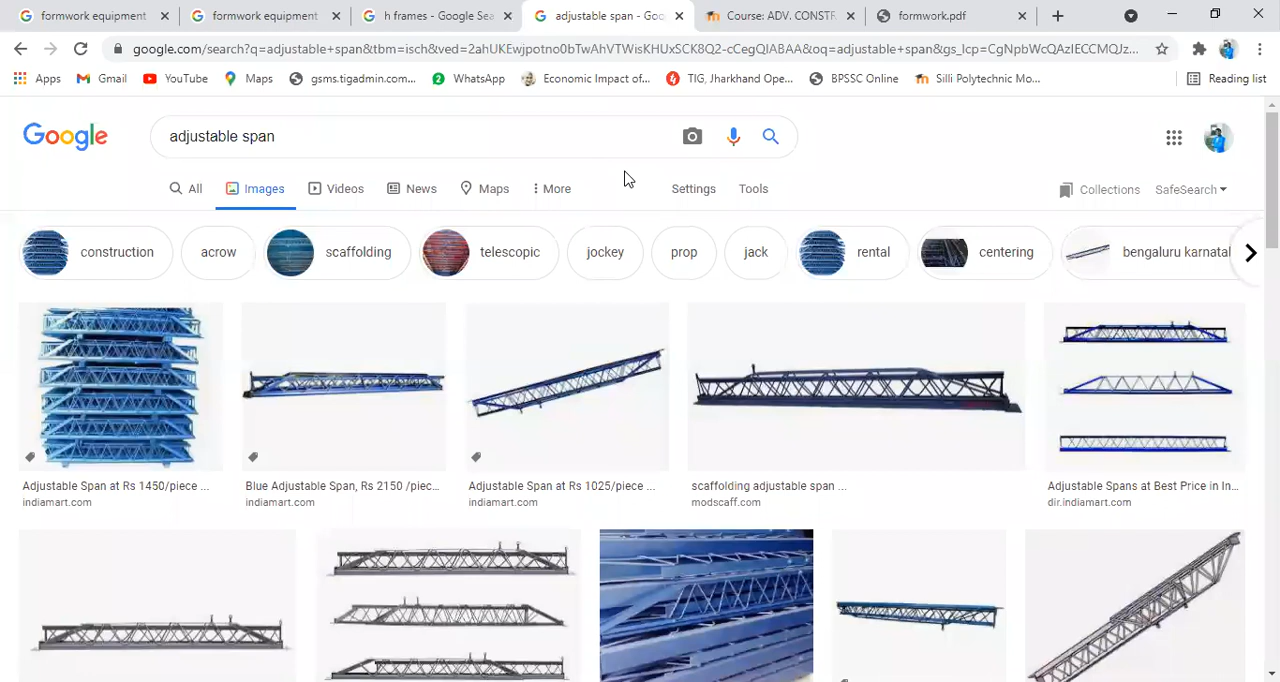 formwork equipment
formwork equipment
h frames - Google Sea
adjustable span - Goo
Course: ADV. CONSTR
formwork.pdf
google.com/search?q=adjustable+span&tbm=isch&ved=2ahUKEwjpotno0bTwAhVTWisKHUxSCK8Q2-cCegQIABAA&oq=adjustable+span&gs_lcp=CgNpbWcQAzIECCMQJz...
Apps
Gmail
YouTube
Maps
gsms.tigadmin.com...
WhatsApp
Economic Impact of...
TIG, Jharkhand Ope...
BPSSC Online
Silli Polytechnic Mo...
Reading list
Google
adjustable span
All
Images
Videos
News
Maps
More
Settings
Tools
Collections
SafeSearch
construction
acrow
scaffolding
telescopic
jockey
prop
jack
rental
centering
bengaluru karnatal
Adjustable Span at Rs 1450/piece ...
indiamart.com
Blue Adjustable Span, Rs 2150 /piec...
indiamart.com
Adjustable Span at Rs 1025/piece ...
indiamart.com
scaffolding adjustable span ...
modscaff.com
Adjustable Spans at Best Price in In...
dir.indiamart.com